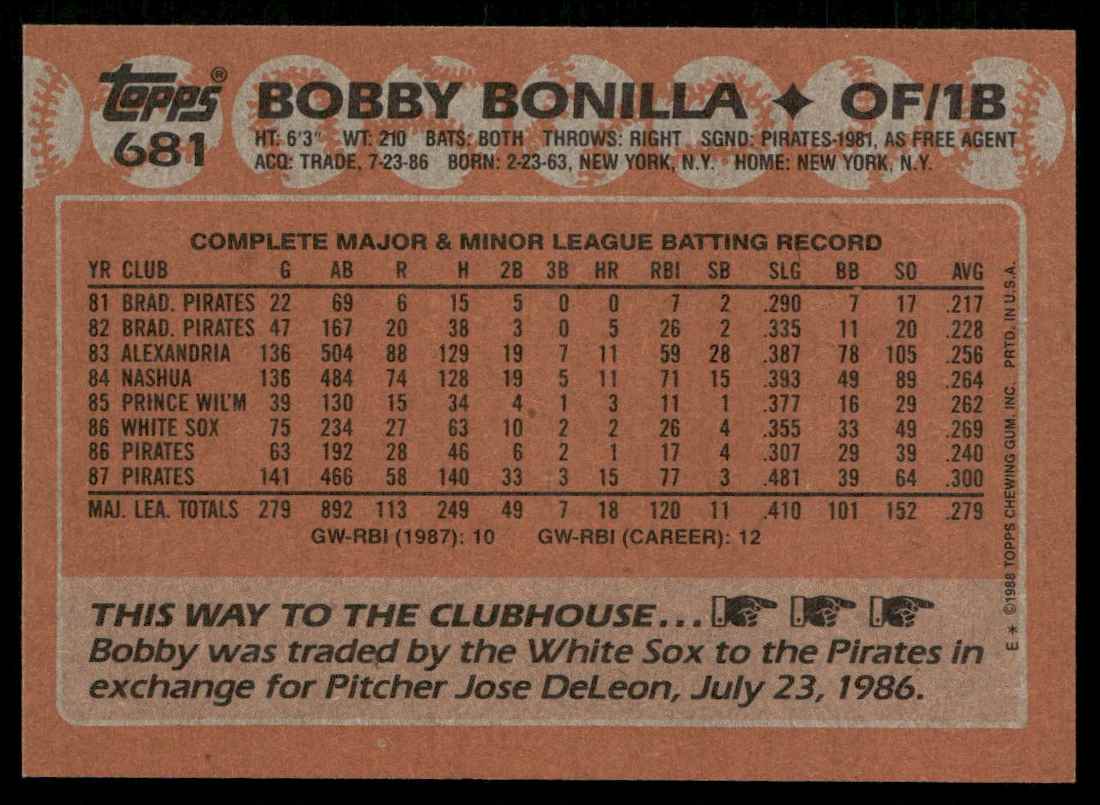 topps® BOBBY BONILLA ✦ OF/1B
681
HT: 6'3" WT: 210 BATS: BOTH THROWS: RIGHT SGND: PIRATES-1981, AS FREE AGENT
ACQ: TRADE, 7-23-86 BORN: 2-23-63, NEW YORK, N.Y. HOME: NEW YORK, N.Y.
COMPLETE MAJOR & MINOR LEAGUE BATTING RECORD
YR CLUB G AB R H 2B 3B HR RBI SB SLG BB SO AVG
81 BRAD. PIRATES 22 69 6 15 5 0 0 7 2 .290 7 17 .217
82 BRAD. PIRATES 47 167 20 38 3 0 5 26 2 .335 11 20 .228
83 ALEXANDRIA 136 504 88 129 19 7 11 59 28 .387 78 105 .256
84 NASHUA 136 484 74 128 19 5 11 71 15 .393 49 89 .264
85 PRINCE WIL'M 39 130 15 34 4 1 3 11 1 .377 16 29 .262
86 WHITE SOX 75 234 27 63 10 2 2 26 4 .355 33 49 .269
86 PIRATES 63 192 28 46 6 2 1 17 4 .307 29 39 .240
87 PIRATES 141 466 58 140 33 3 15 77 3 .481 39 64 .300
MAJ. LEA. TOTALS 279 892 113 249 49 7 18 120 11 .410 101 152 .279
GW-RBI (1987): 10 GW-RBI (CAREER): 12
THIS WAY TO THE CLUBHOUSE...
Bobby was traded by the White Sox to the Pirates in
exchange for Pitcher Jose DeLeon, July 23, 1986.
E * ©1988 TOPPS CHEWING GUM, INC. PRTD. IN U.S.A.